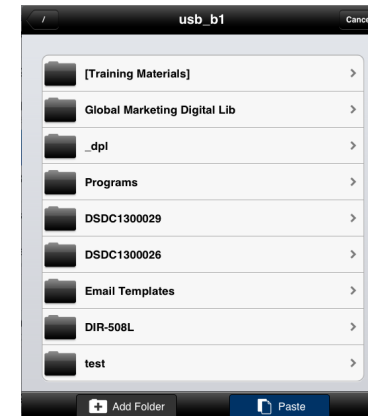 / usb_b1 Cance
[Training Materials]
Global Marketing Digital Lib
_dpl
Programs
DSDC1300029
DSDC1300026
Email Templates
DIR-508L
test
Add Folder Paste